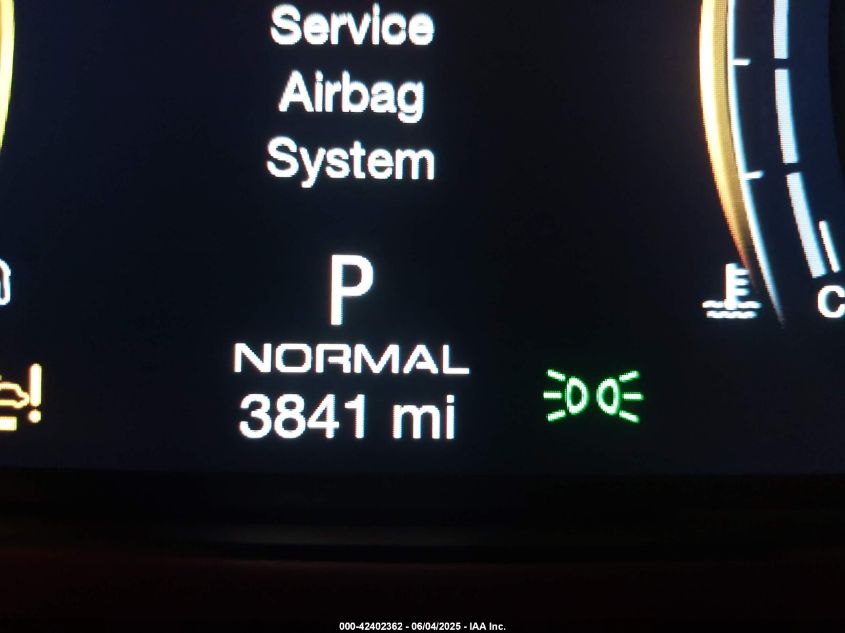 Service
Airbag
System
P
NORMAL
3841 mi
C
000-42402362 - 06/04/2025 - IAA Inc.